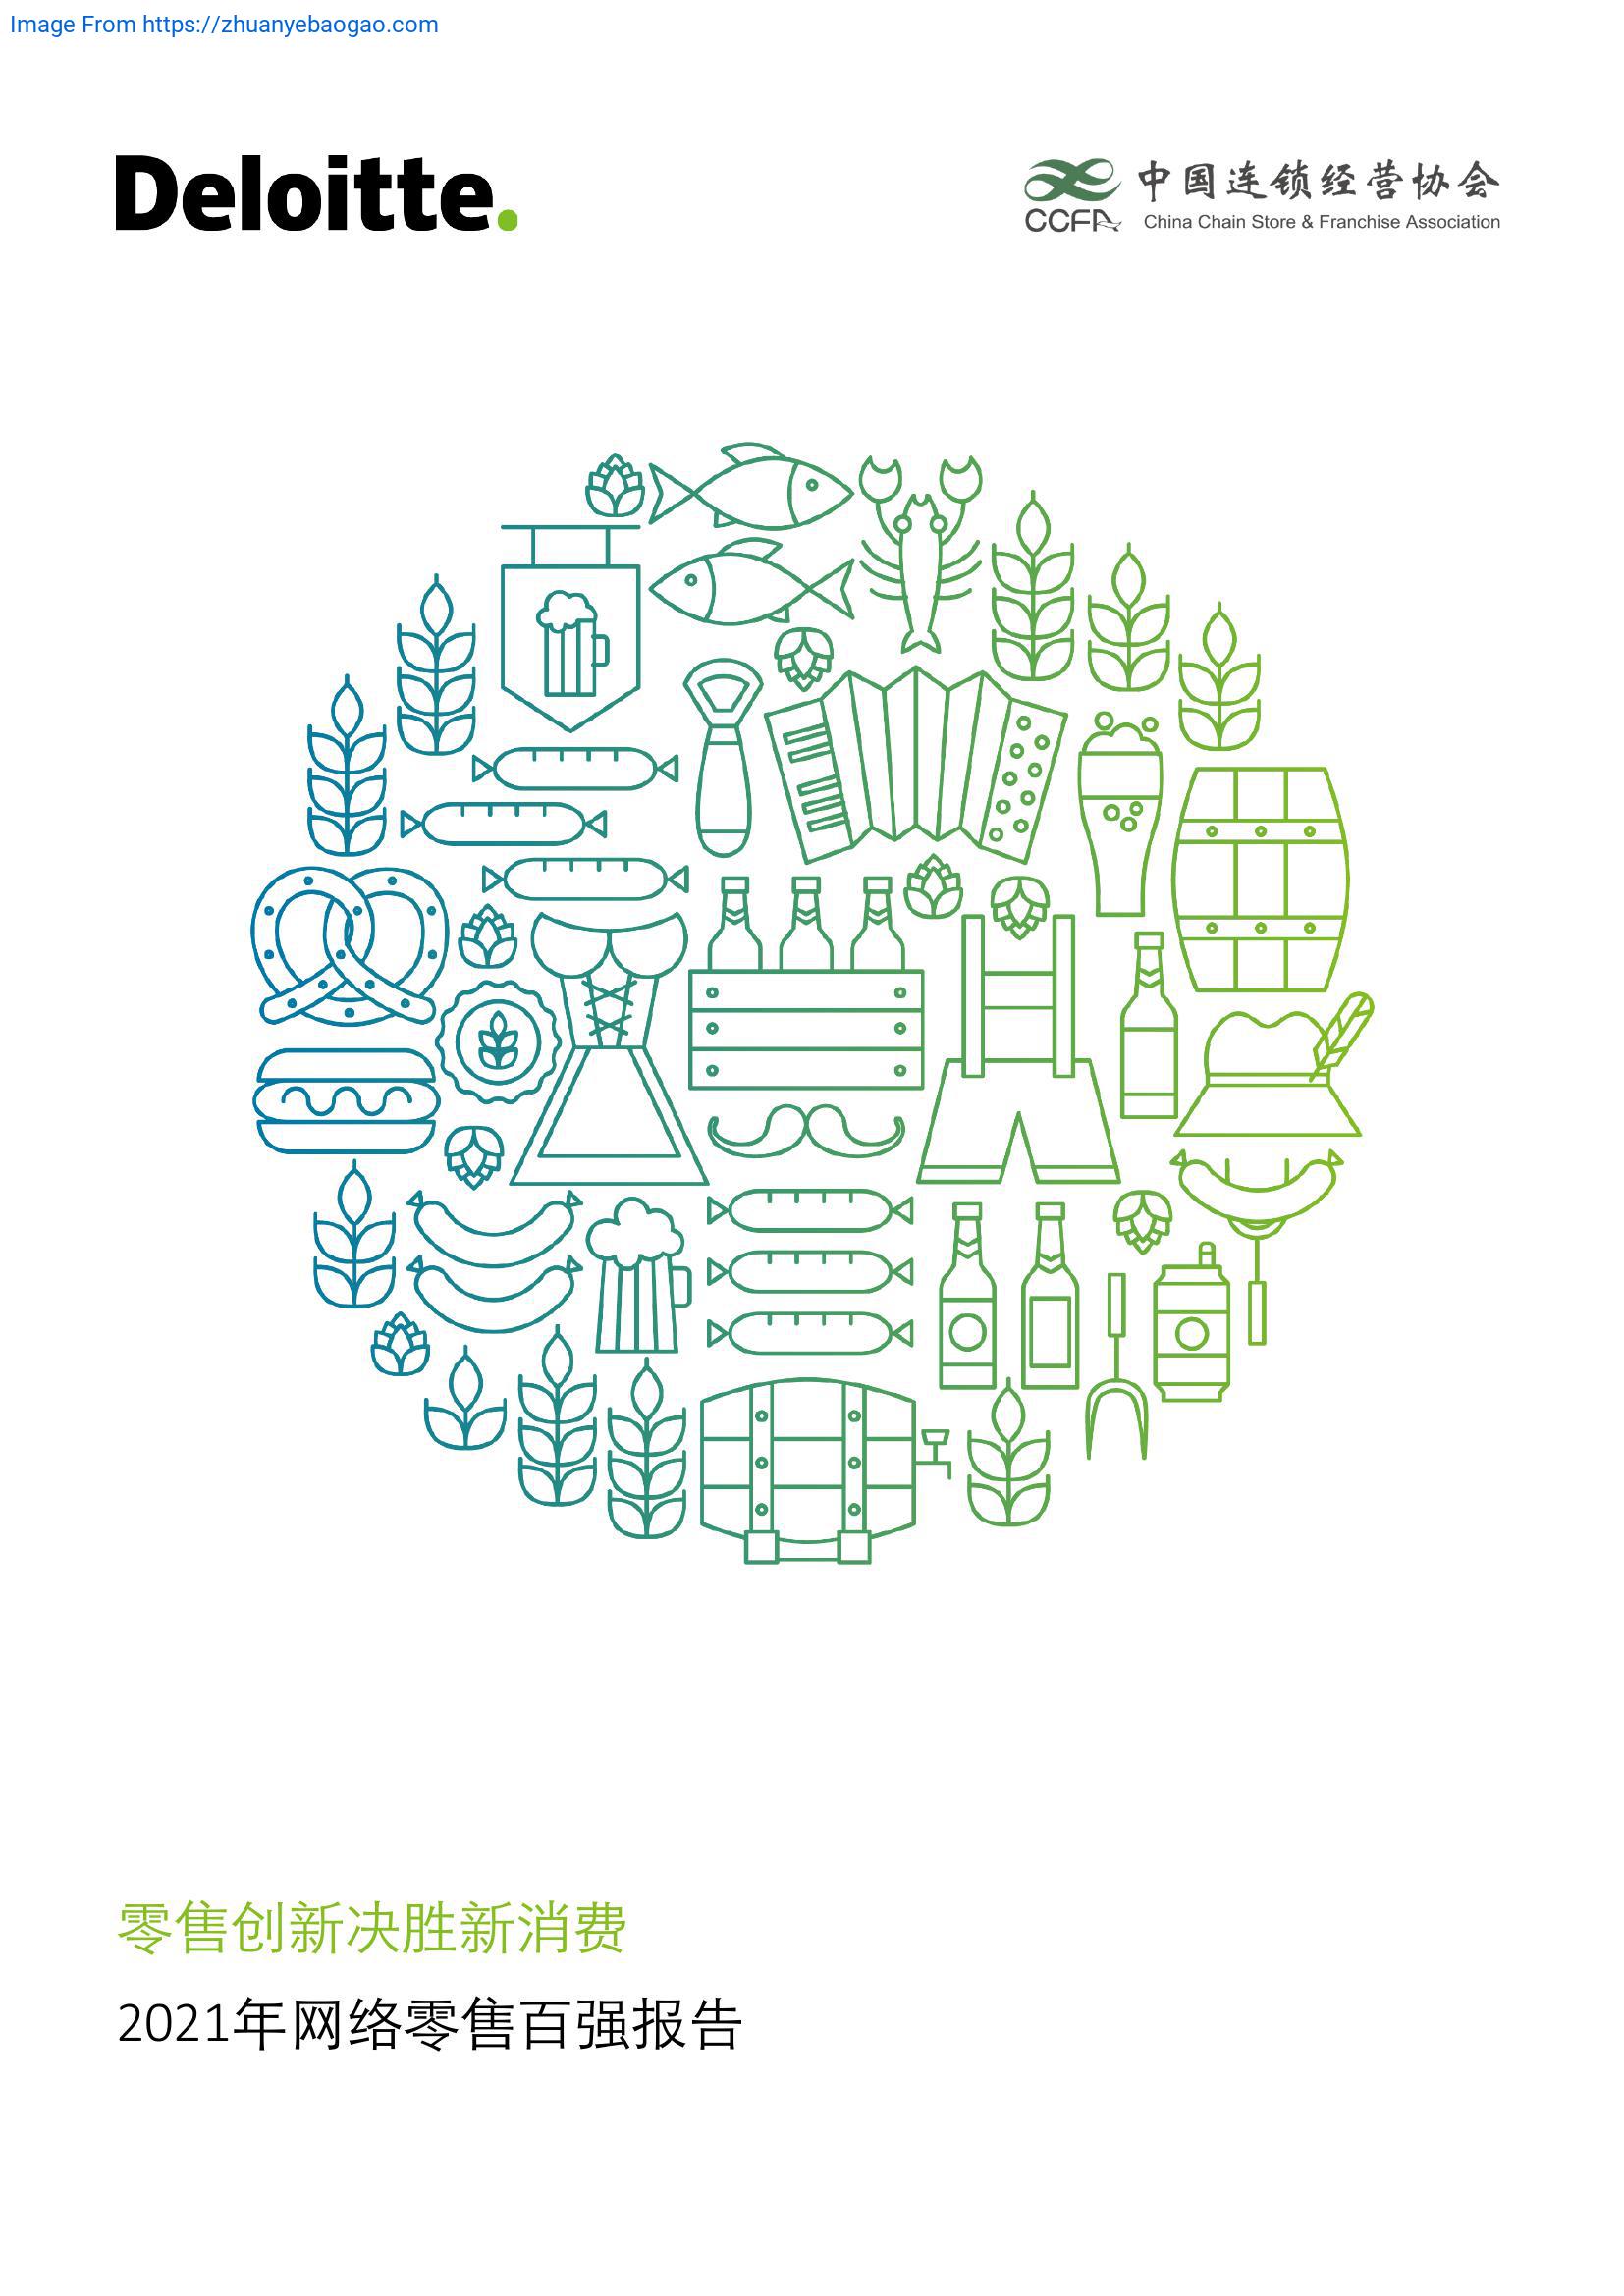 Image From https://zhuanyebaogao.com
Deloitte.
中国连锁经营协会
CCFA
China Chain Store & Franchise Association
零售创新决胜新消费
2021年网络零售百强报告